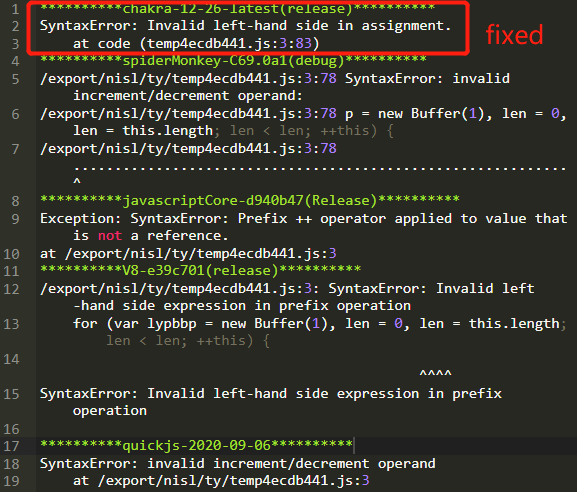 1 **********chakra-12-26-latest(release)**********
2 SyntaxError: Invalid left-hand side in assignment.
3 at code (temp4ecdb441.js:3:83)
fixed
4 **********spiderMonkey-C69.0a1(debug)**********
5 /export/nisl/ty/temp4ecdb441.js:3:78 SyntaxError: invalid
increment/decrement operand:
6 /export/nisl/ty/temp4ecdb441.js:3:78 p = new Buffer(1), len = 0,
len = this.length; len < len; ++this) {
7 /export/nisl/ty/temp4ecdb441.js:3:78
............................................................
^
8 **********javascriptCore-d940b47(Release)**********
9 Exception: SyntaxError: Prefix ++ operator applied to value that
is not a reference.
10 at /export/nisl/ty/temp4ecdb441.js:3
11 **********V8-e39c701(release)**********
12 /export/nisl/ty/temp4ecdb441.js:3: SyntaxError: Invalid left
-hand side expression in prefix operation
13 for (var lypbbp = new Buffer(1), len = 0, len = this.length;
len < len; ++this) {
14
^^^^
15 SyntaxError: Invalid left-hand side expression in prefix
operation
16
17 **********quickjs-2020-09-06**********
18 SyntaxError: invalid increment/decrement operand
19 at /export/nisl/ty/temp4ecdb441.js:3